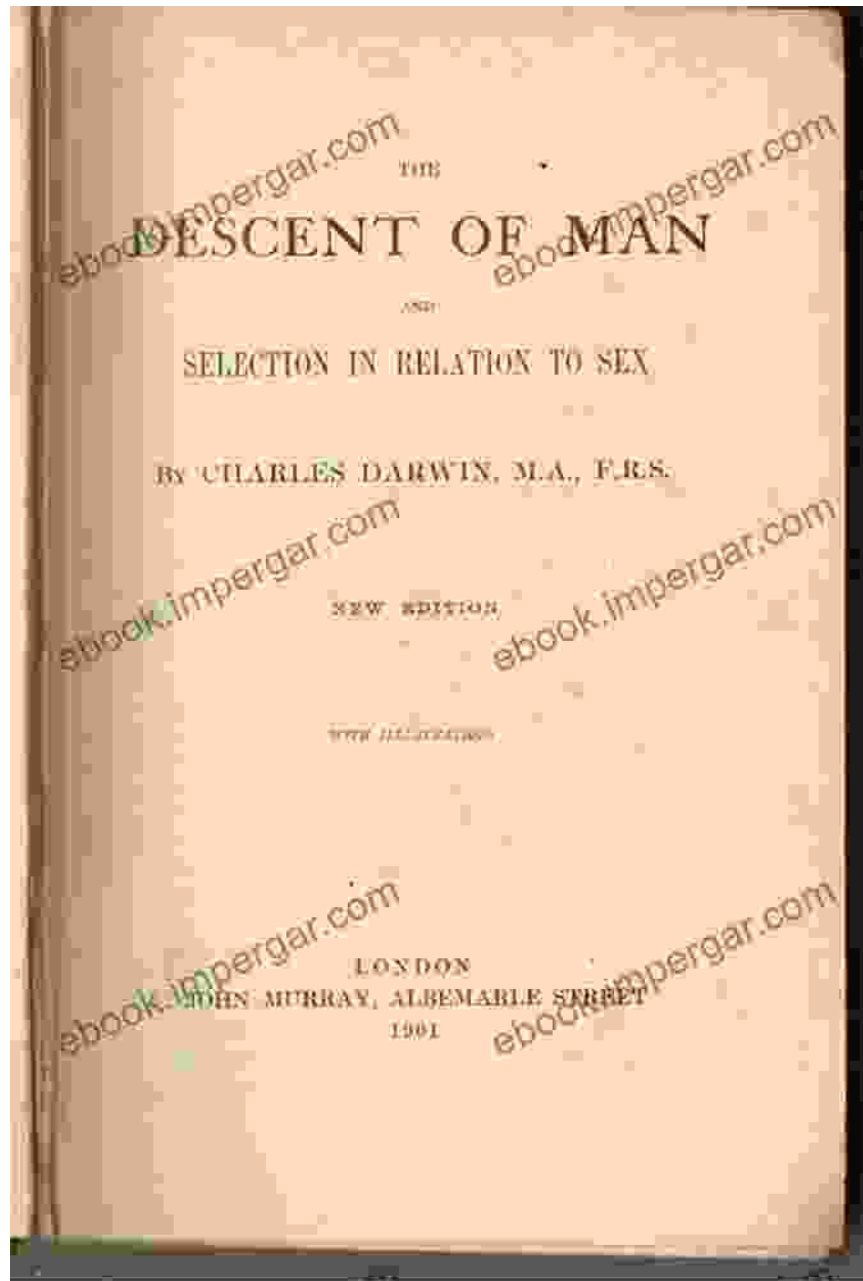 THE
DESCENT OF MAN
AND
SELECTION IN RELATION TO SEX
BY CHARLES DARWIN, M.A., F.R.S.
NEW EDITION
WITH ILLUSTRATIONS
LONDON
JOHN MURRAY, ALBEMARLE STREET
1901
ebook.impergar.com
ebook.impergar.com
ebook.impergar.com
ebook.impergar.com
ebook.impergar.com
ebook.impergar.com